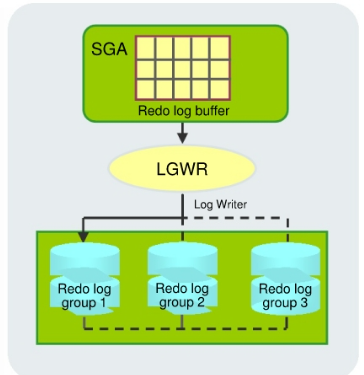 SGA
Redo log buffer
LGWR
Log Writer
Redo log
group 1
Redo log
group 2
Redo log
group 3